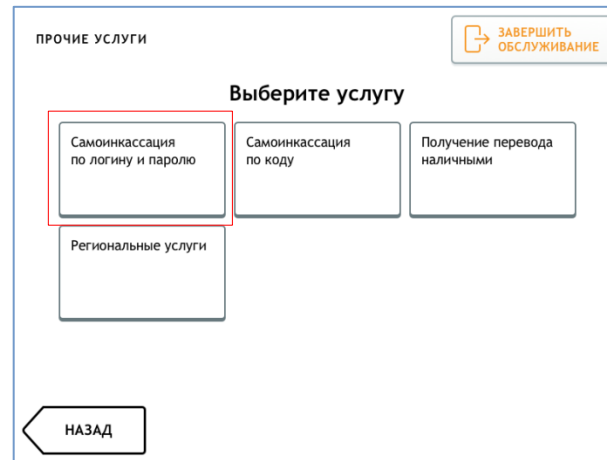 ПРОЧИЕ УСЛУГИ
ЗАВЕРШИТЬ
ОБСЛУЖИВАНИЕ
Выберите услугу
Самоинкассация
по логину и паролю
Самоинкассация
по коду
Получение перевода
наличными
Региональные услуги
НАЗАД